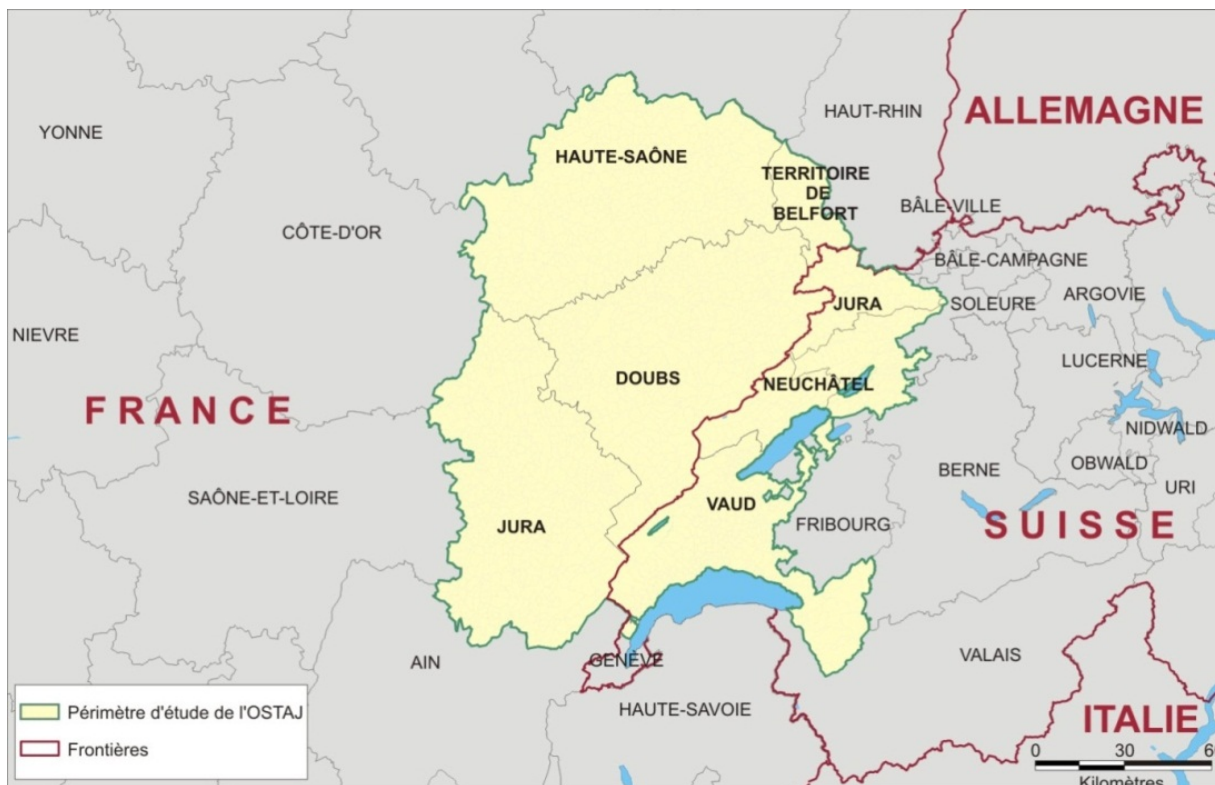 HAUT-RHIN
ALLEMAGNE
YONNE
HAUTE-SAÔNE
TERRITOIRE
DE
BELFORT
BÂLE-VILLE
CÔTE-D'OR
BÂLE-CAMPAGNE
JURA
SOLEURE
ARGOVIE
NIEVRE
LUCERNE
DOUBS
NEUCHÂTEL
FRANCE
NIDWALD
OBWALD
BERNE
URI
SAÔNE-ET-LOIRE
VAUD
FRIBOURG
SUISSE
JURA
AIN
GENÈVE
VALAIS
HAUTE-SAVOIE
ITALIE
Périmètre d'étude de l'OSTAJ
Frontières
0 30 6
Kilomètres